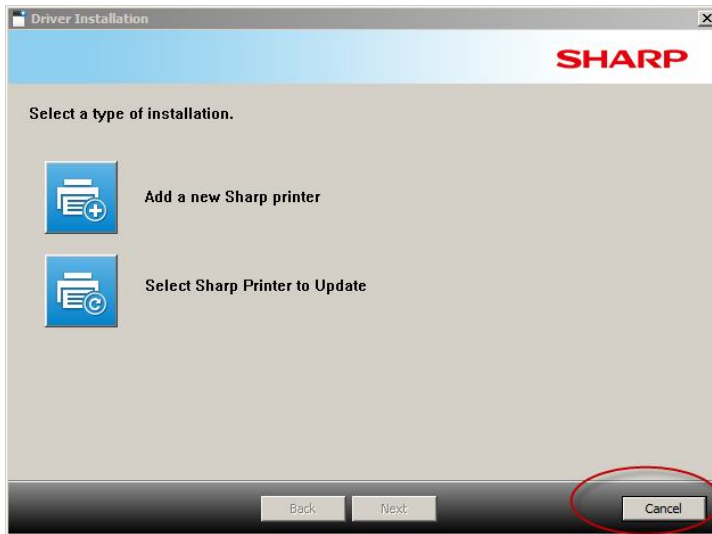 Driver Installation
SHARP
Select a type of installation.
Add a new Sharp printer
Select Sharp Printer to Update
Back Next Cancel